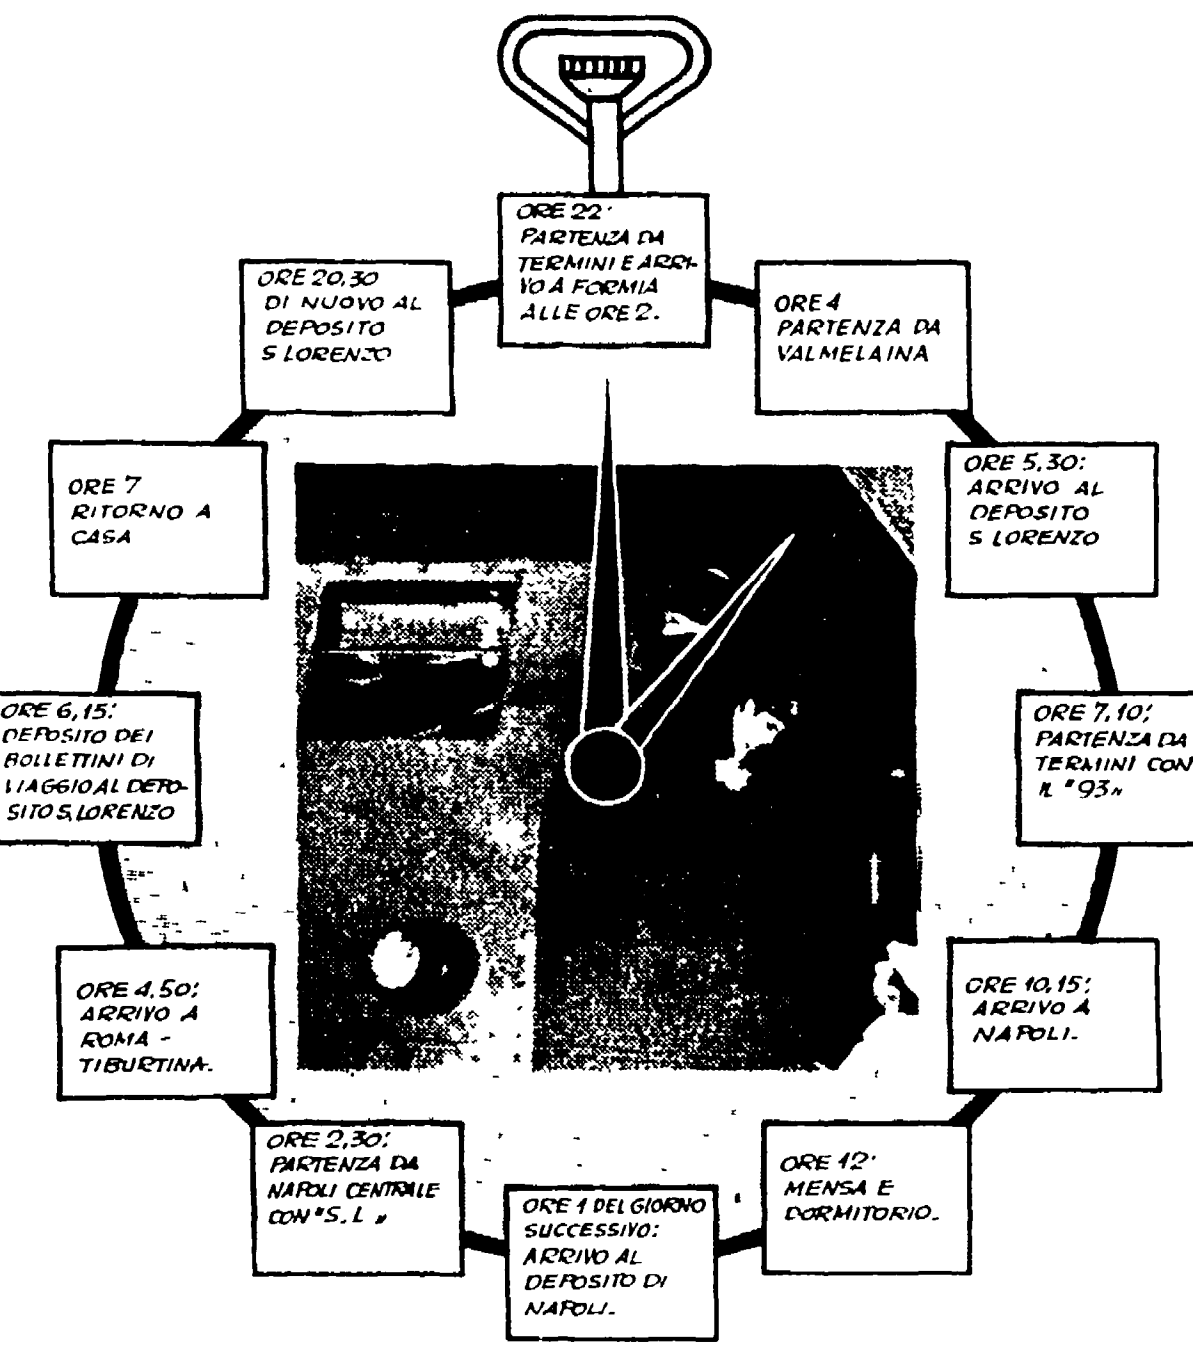 ORE 22:
PARTENZA DA
TERMINI E ARRI-
VO A FORMIA
ALLE ORE 2.
ORE 4
PARTENZA DA
VALMELAINA
ORE 5,30:
ARRIVO AL
DEPOSITO
S LORENZO
ORE 7,10:
PARTENZA DA
TERMINI CON
IL "93"
ORE 10,15:
ARRIVO A
NAPOLI.
ORE 12:
MENSA E
DORMITORIO.
ORE 1 DEL GIORNO
SUCCESSIVO:
ARRIVO AL
DEPOSITO DI
NAPOLI.
ORE 2,30:
PARTENZA DA
NAPOLI CENTRALE
CON "S.L"
ORE 4,50:
ARRIVO A
ROMA -
TIBURTINA.
ORE 6,15:
DEPOSITO DEI
BOLLETTINI DI
VIAGGIO AL DEPO-
SITO S, LORENZO
ORE 7
RITORNO A
CASA
ORE 20,30
DI NUOVO AL
DEPOSITO
S LORENZO